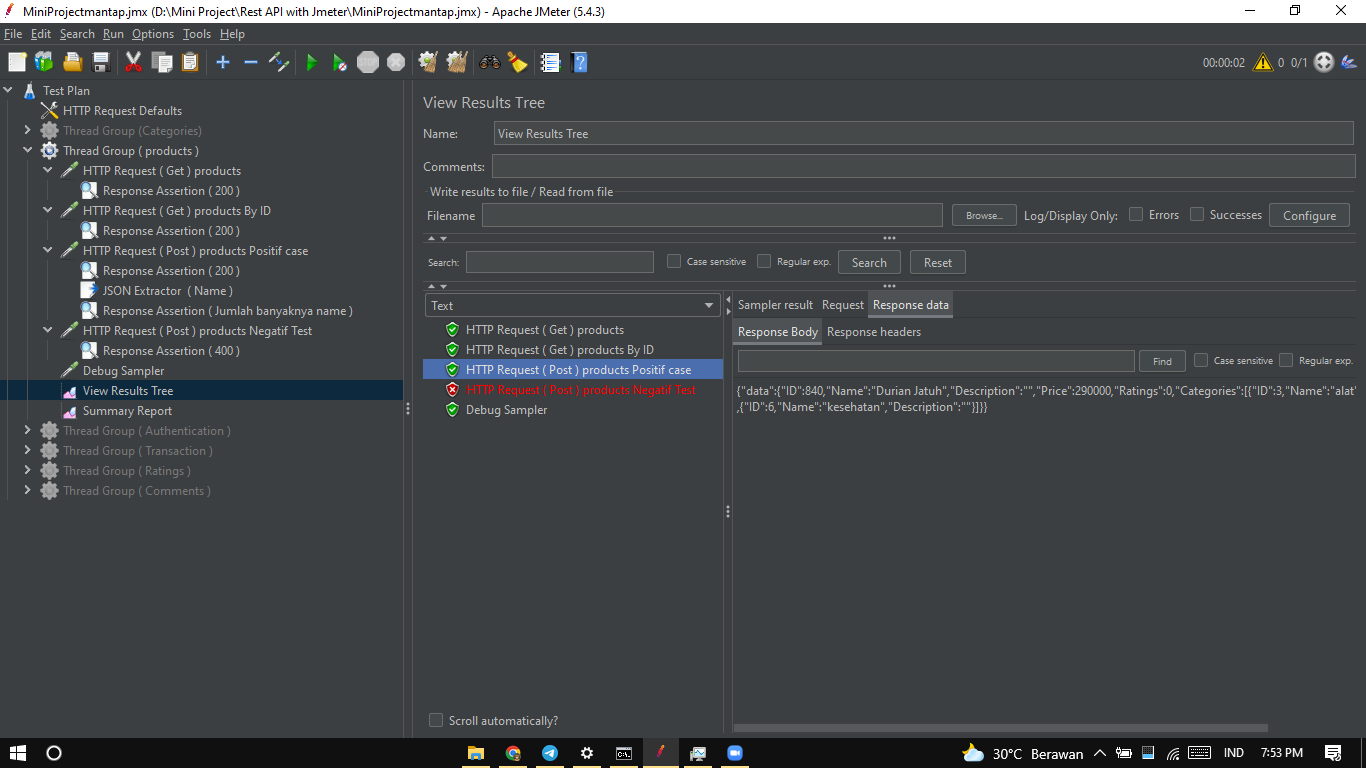 MiniProjectmantap.jmx (D:\Mini Project\Rest API with Jmeter\MiniProjectmantap.jmx) - Apache JMeter (5.4.3)
File Edit Search Run Options Tools Help
STOP
00:00:02 0 0/1
Test Plan
HTTP Request Defaults
Thread Group (Categories)
Thread Group ( products )
HTTP Request ( Get ) products
Response Assertion ( 200 )
HTTP Request ( Get ) products By ID
Response Assertion ( 200 )
HTTP Request ( Post ) products Positif case
Response Assertion ( 200 )
JSON Extractor ( Name )
Response Assertion ( Jumlah banyaknya name )
HTTP Request ( Post ) products Negatif Test
Response Assertion ( 400 )
Debug Sampler
View Results Tree
Summary Report
Thread Group ( Authentication )
Thread Group ( Transaction )
Thread Group ( Ratings )
Thread Group ( Comments )
View Results Tree
Name: View Results Tree
Comments:
Write results to file / Read from file
Filename Browse... Log/Display Only: Errors Successes Configure
Search: Case sensitive Regular exp. Search Reset
Text
HTTP Request ( Get ) products
HTTP Request ( Get ) products By ID
HTTP Request ( Post ) products Positif case
HTTP Request ( Post ) products Negatif Test
Debug Sampler
Scroll automatically?
Sampler result Request Response data
Response Body Response headers
Find Case sensitive Regular exp.
{"data":{"ID":840,"Name":"Durian Jatuh","Description":"","Price":290000,"Ratings":0,"Categories":[{"ID":3,"Name":"alat"
,{"ID":6,"Name":"kesehatan","Description":""}]}}
30°C Berawan IND 7:53 PM